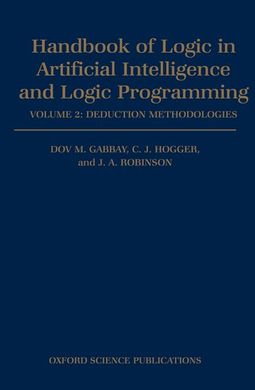 Handbook of Logic in
Artificial Intelligence
and Logic Programming
VOLUME 2: DEDUCTION METHODOLOGIES
DOV M. GABBAY, C. J. HOGGER,
and J. A. ROBINSON
OXFORD SCIENCE PUBLICATIONS